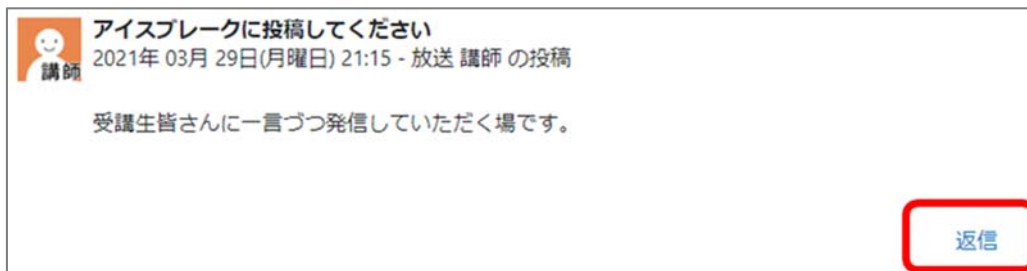 アイスブレークに投稿してください
2021年 03月 29日(月曜日) 21:15 - 放送 講師 の投稿
講師
受講生皆さんに一言づつ発信していただく場です。
返信